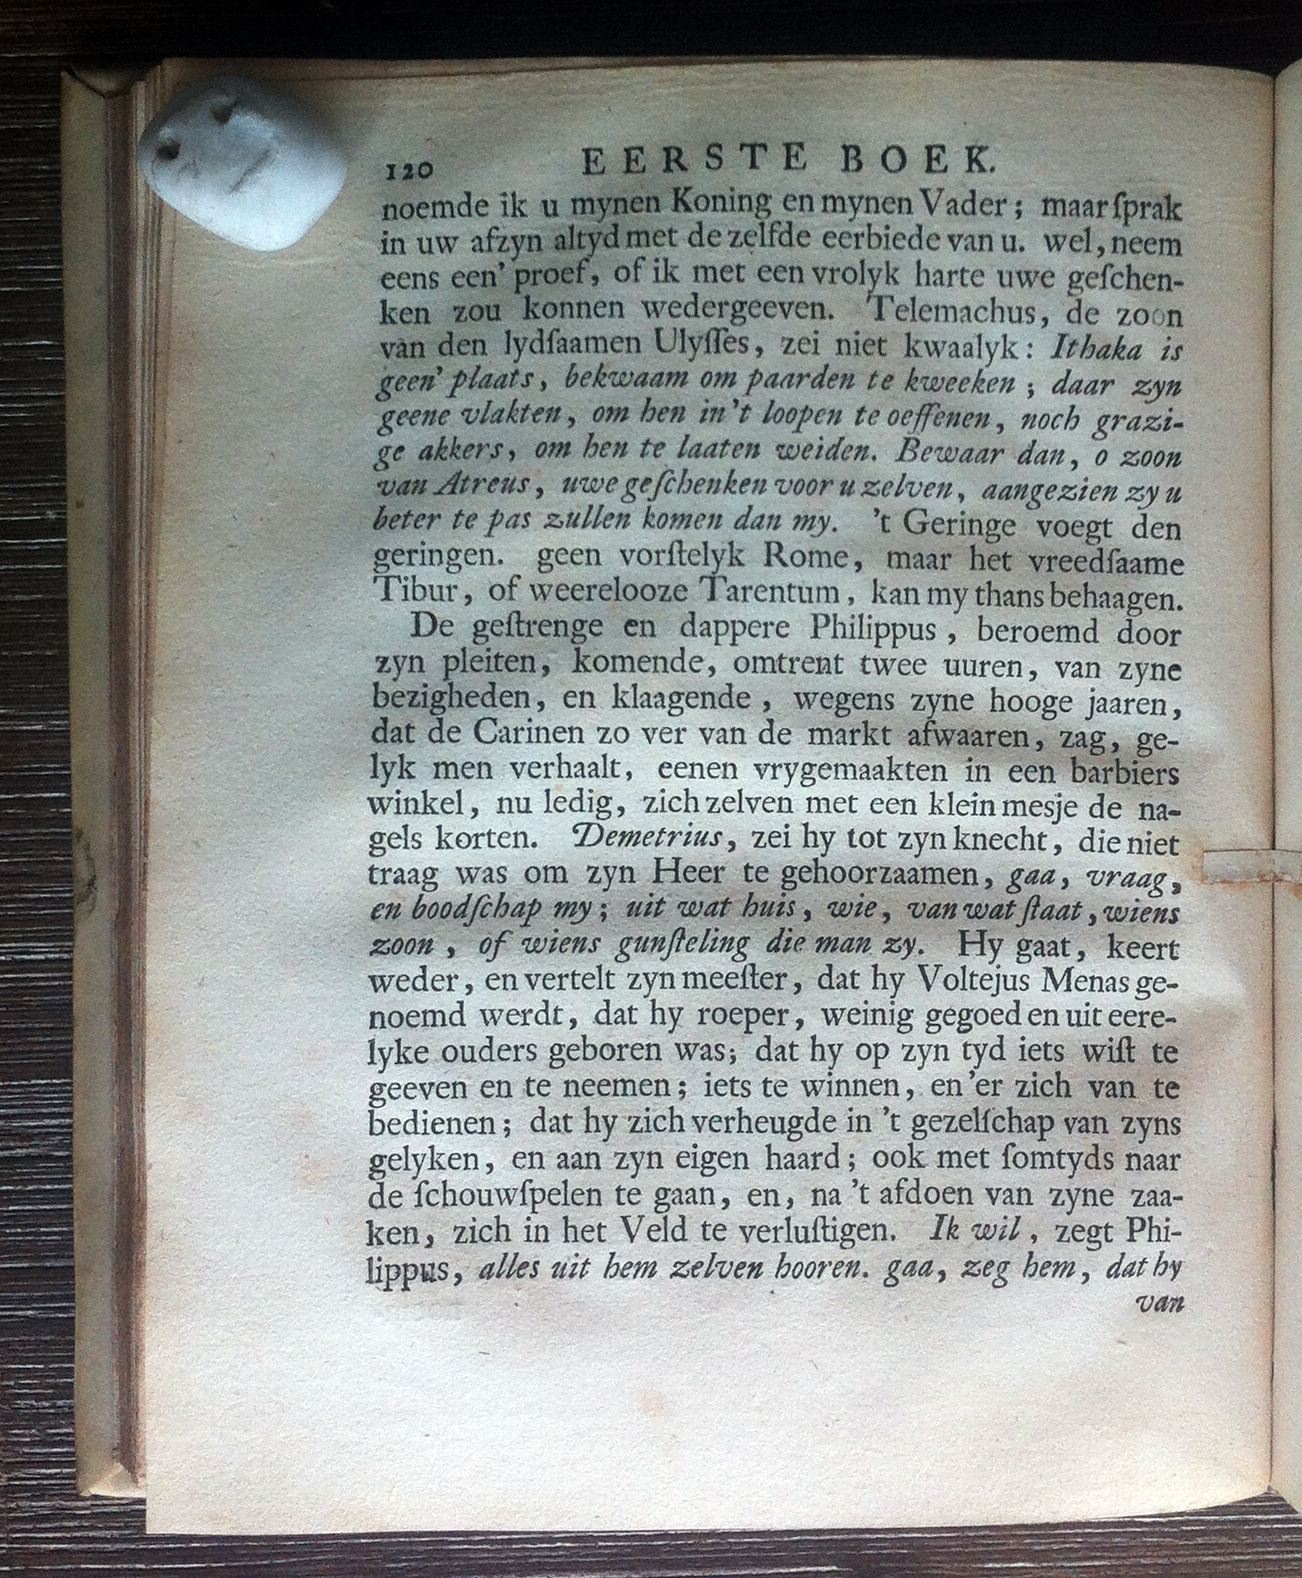 120 EERSTE BOEK.
noemde ik u mynen Koning en mynen Vader; maar ſprak
in uw afzyn altyd met de zelfde eerbiede van u. wel, neem
eens een' proef, of ik met een vrolyk harte uwe geſchen-
ken zou konnen wedergeeven. Telemachus, de zoon
van den lydſaamen Ulyſſes, zei niet kwaalyk: Ithaka is
geen' plaats, bekwaam om paarden te kweeken; daar zyn
geene vlakten, om hen in 't loopen te oeffenen, noch grazi-
ge akkers, om hen te laaten weiden. Bewaar dan, o zoon
van Atreus, uwe geſchenken voor u zelven, aangezien zy u
beter te pas zullen komen dan my. 't Geringe voegt den
geringen. geen vorſtelyk Rome, maar het vreedſaame
Tibur, of weerelooze Tarentum, kan my thans behaagen.
De geſtrenge en dappere Philippus, beroemd door
zyn pleiten, komende, omtrent twee uuren, van zyne
bezigheden, en klaagende, wegens zyne hooge jaaren,
dat de Carinen zo ver van de markt afwaaren, zag, ge-
lyk men verhaalt, eenen vrygemaakten in een barbiers
winkel, nu ledig, zich zelven met een klein mesje de na-
gels korten. Demetrius, zei hy tot zyn knecht, die niet
traag was om zyn Heer te gehoorzaamen, gaa, vraag,
en boodſchap my; uit wat huis, wie, van wat ſtaat, wiens
zoon, of wiens gunſteling die man zy. Hy gaat, keert
weder, en vertelt zyn meeſter, dat hy Voltejus Menas ge-
noemd werdt, dat hy roeper, weinig gegoed en uit eere-
lyke ouders geboren was; dat hy op zyn tyd iets wiſt te
geeven en te neemen; iets te winnen, en 'er zich van te
bedienen; dat hy zich verheugde in 't gezelſchap van zyns
gelyken, en aan zyn eigen haard; ook met ſomtyds naar
de ſchouwſpelen te gaan, en, na 't afdoen van zyne zaa-
ken, zich in het Veld te verluſtigen. Ik wil, zegt Phi-
lippus, alles uit hem zelven hooren. gaa, zeg hem, dat hy
van